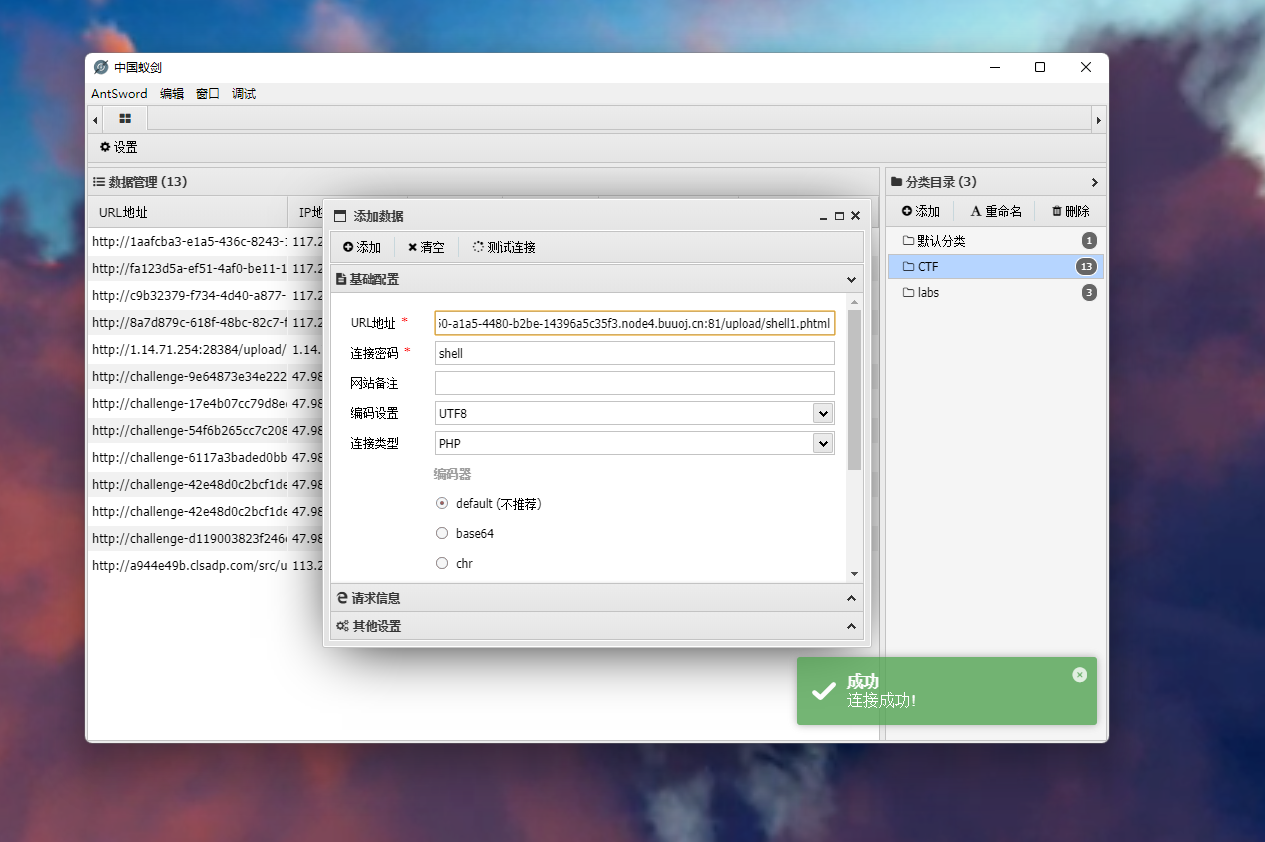 中国蚁剑
AntSword 编辑 窗口 调试
设置
数据管理 (13)
URL地址 IP地
http://1aafcba3-e1a5-436c-8243- 117.2
http://fa123d5a-ef51-4af0-be11-1 117.2
http://c9b32379-f734-4d40-a877- 117.2
http://8a7d879c-618f-48bc-82c7-f 117.2
http://1.14.71.254:28384/upload/ 1.14.
http://challenge-9e64873e34e222 47.98
http://challenge-17e4b07cc79d8e 47.98
http://challenge-54f6b265cc7c208 47.98
http://challenge-6117a3baded0bb 47.98
http://challenge-42e48d0c2bcf1de 47.98
http://challenge-42e48d0c2bcf1de 47.98
http://challenge-d119003823f246 47.98
http://a944e49b.clsadp.com/src/u 113.2
添加数据
添加 清空 测试连接
基础配置
URL地址 * 0-a1a5-4480-b2be-14396a5c35f3.node4.buuoj.cn:81/upload/shell1.phtml
连接密码 * shell
网站备注
编码设置 UTF8
连接类型 PHP
编码器
default (不推荐)
base64
chr
请求信息
其他设置
分类目录 (3)
添加 重命名 删除
默认分类 1
CTF 13
labs 3
成功
连接成功!